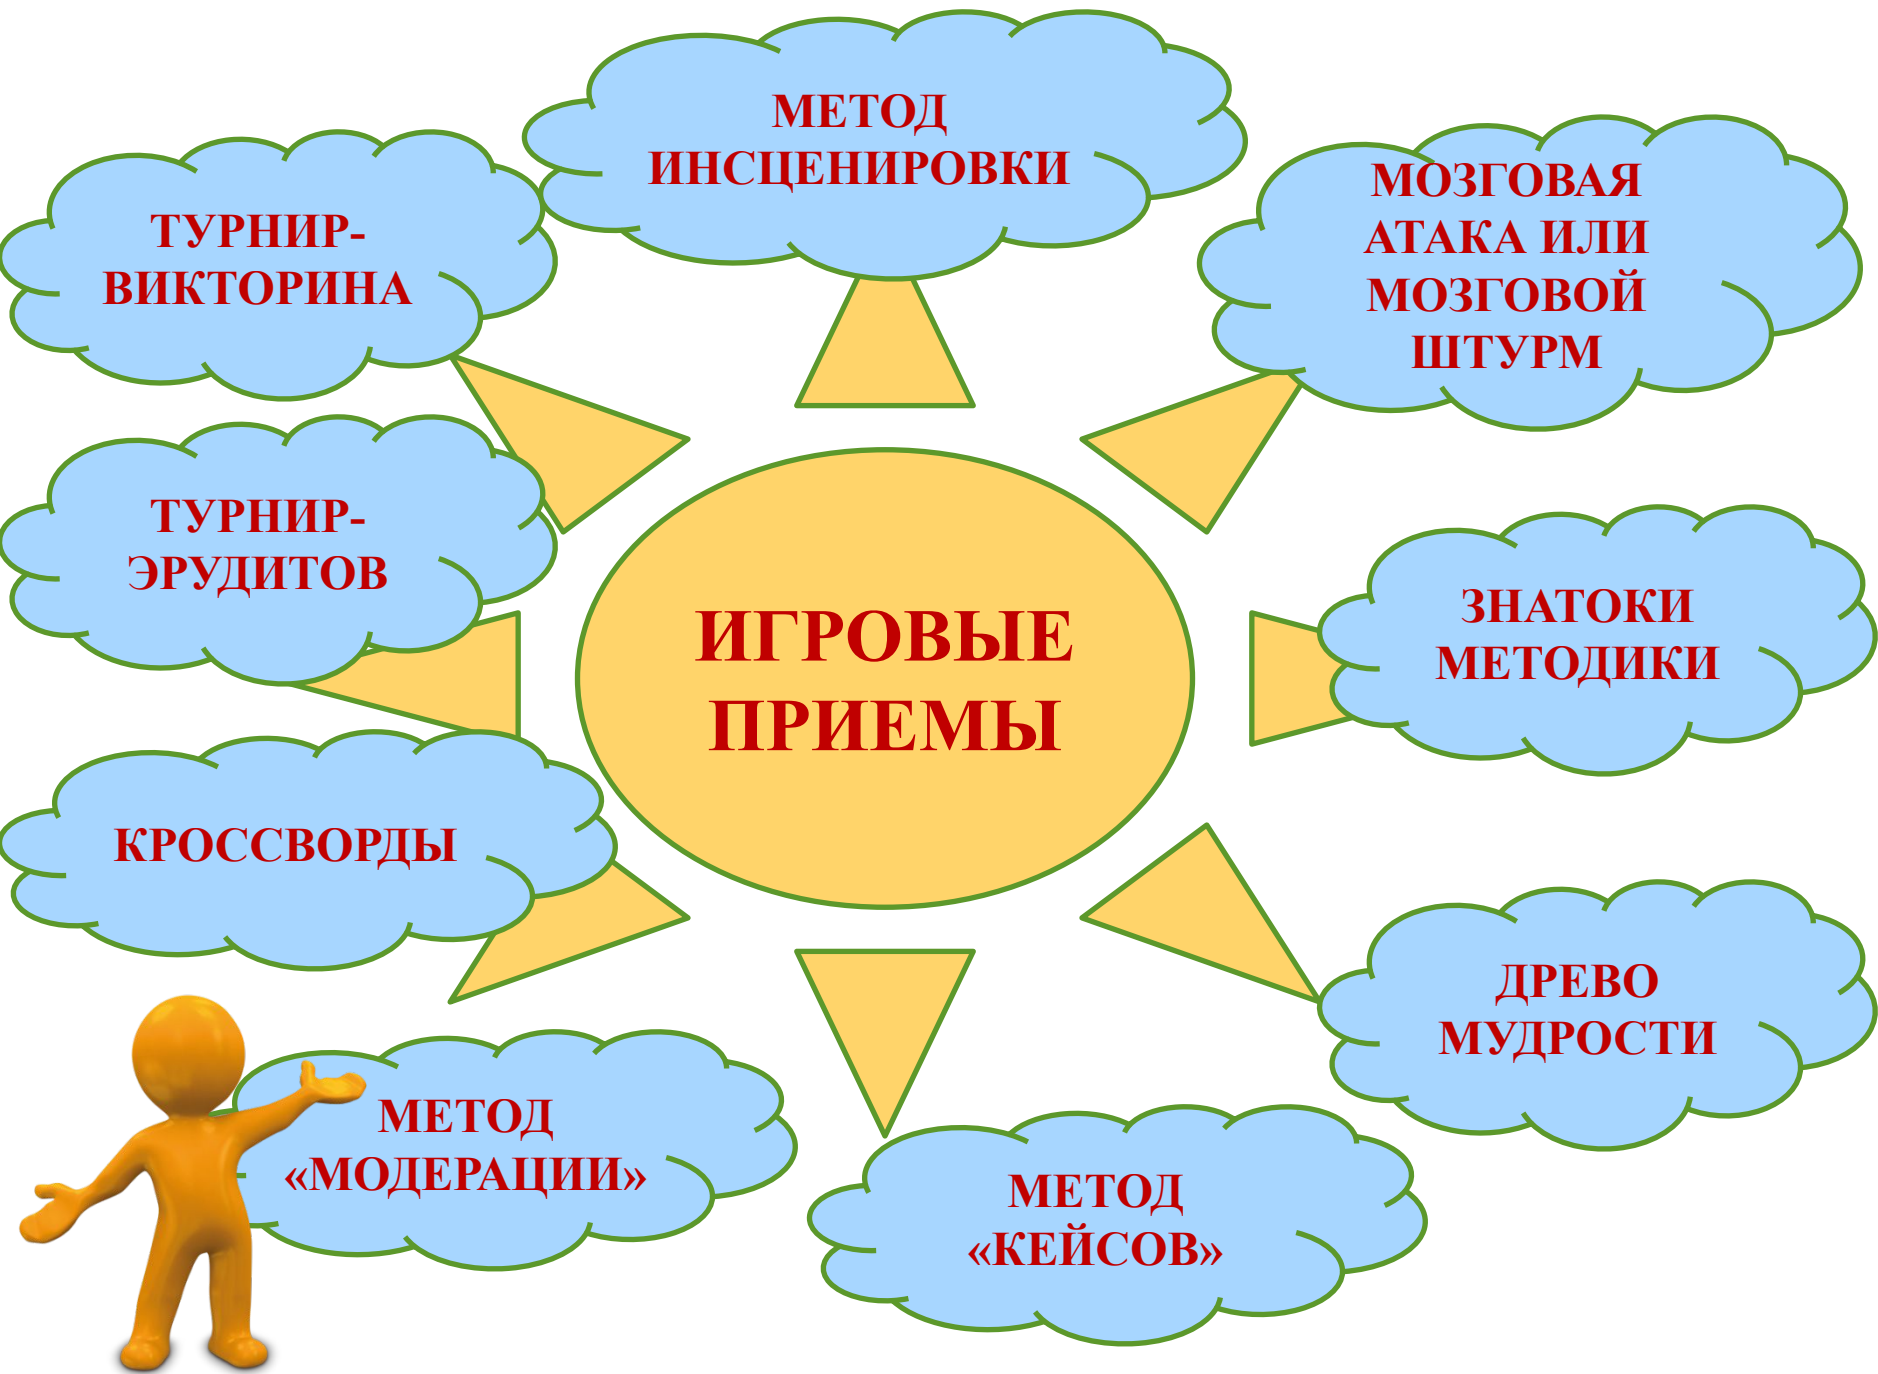 МЕТОД
ИНСЦЕНИРОВКИ
МОЗГОВАЯ
АТАКА ИЛИ
МОЗГОВОЙ
ШТУРМ
ТУРНИР-
ВИКТОРИНА
ТУРНИР-
ЭРУДИТОВ
ИГРОВЫЕ
ПРИЕМЫ
ЗНАТОКИ
МЕТОДИКИ
КРОССВОРДЫ
ДРЕВО
МУДРОСТИ
МЕТОД
«МОДЕРАЦИИ»
МЕТОД
«КЕЙСОВ»